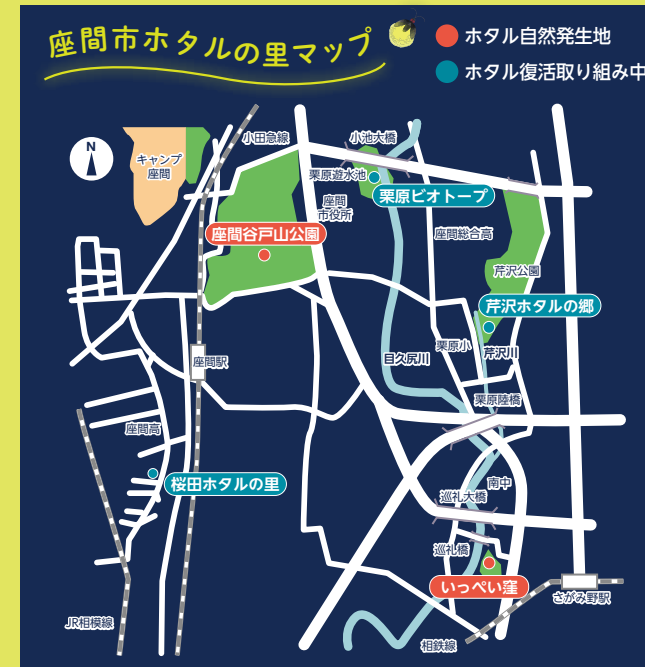 座間市ホタルの里マップ
ホタル自然発生地
ホタル復活取り組み中
N
キャンプ
座間
小田急線
小池大橋
栗原遊水池
栗原ビオトープ
座間
市役所
座間谷戸山公園
座間総合高
芹沢公園
芹沢ホタルの郷
目久尻川
栗原小
芹沢川
座間駅
栗原陸橋
座間高
桜田ホタルの里
南中
巡礼大橋
巡礼橋
いっぺい窪
さがみ野駅
JR相模線
相鉄線